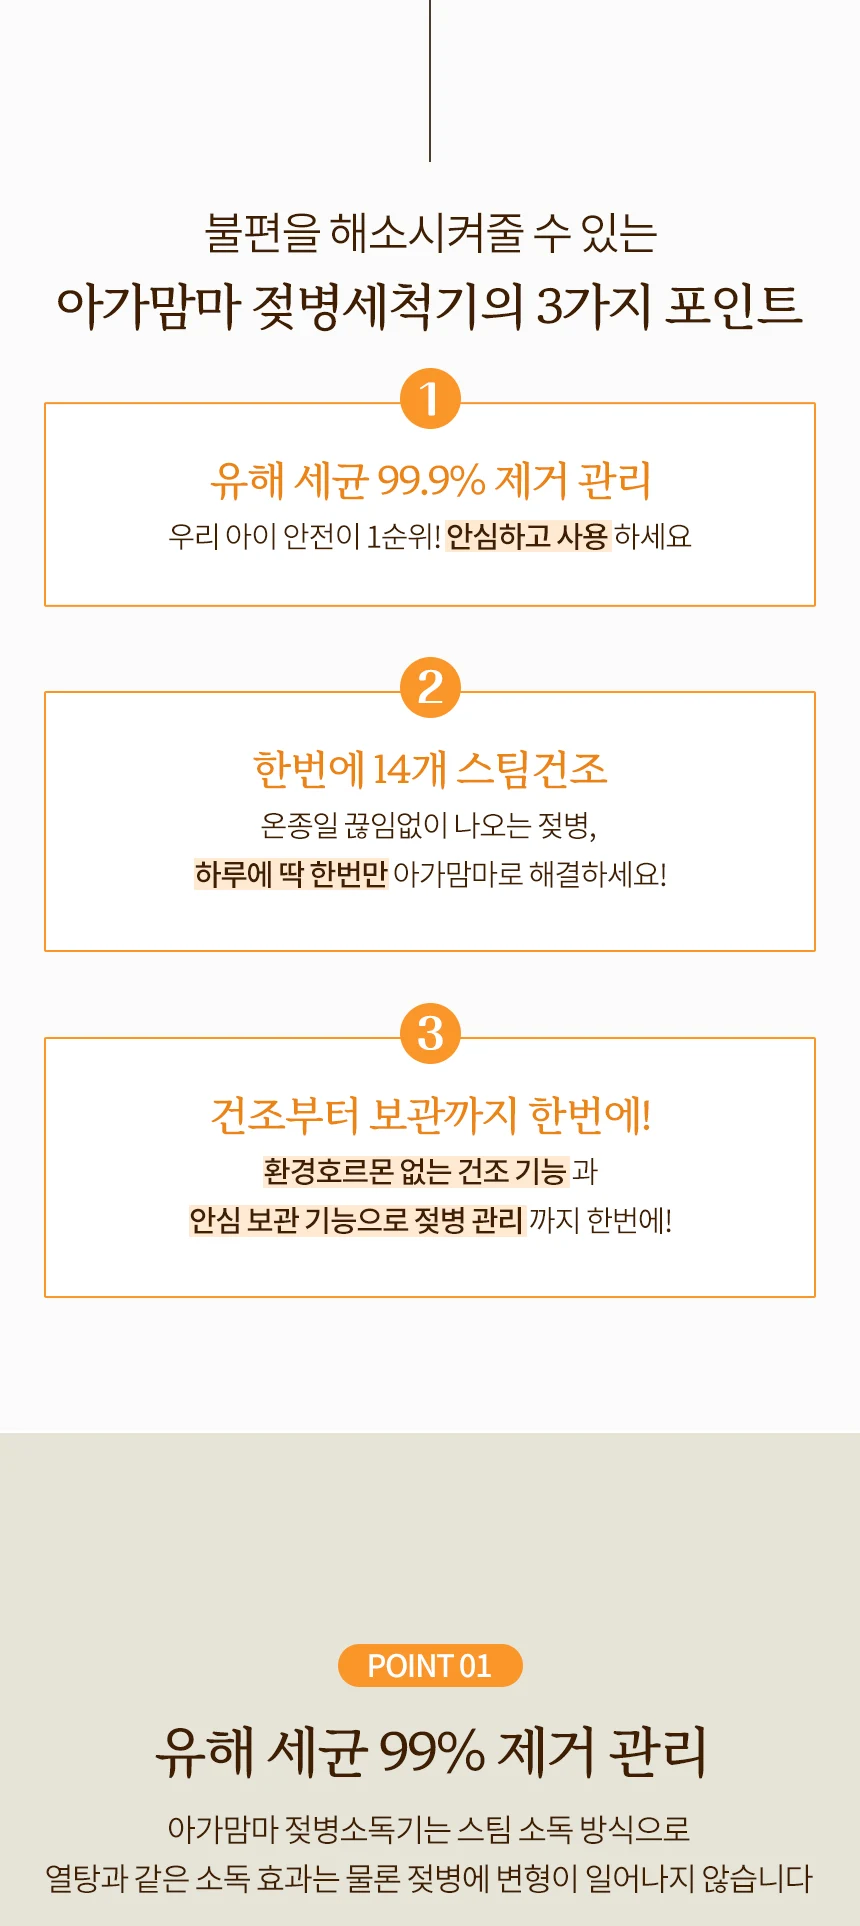 불편을 해소시켜줄 수 있는
아가맘마 젖병세척기의 3가지 포인트
1
유해 세균 99.9% 제거 관리
우리 아이 안전이 1순위! 안심하고 사용하세요
2
한번에 14개 스팀건조
온종일 끊임없이 나오는 젖병,
하루에 딱 한번만 아가맘마로 해결하세요!
3
건조부터 보관까지 한번에!
환경호르몬 없는 건조 기능과
안심 보관 기능으로 젖병 관리까지 한번에!
POINT 01
유해 세균 99% 제거 관리
아가맘마 젖병소독기는 스팀 소독 방식으로
열탕과 같은 소독 효과는 물론 젖병에 변형이 일어나지 않습니다